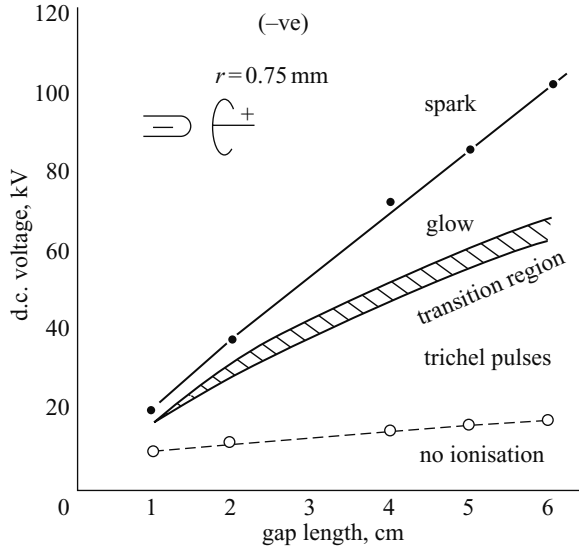 120
100
80
60
40
20
0
d.c. voltage, kV
(–ve)
r = 0.75 mm
–
+
spark
glow
transition region
trichel pulses
no ionisation
1 2 3 4 5 6
gap length, cm